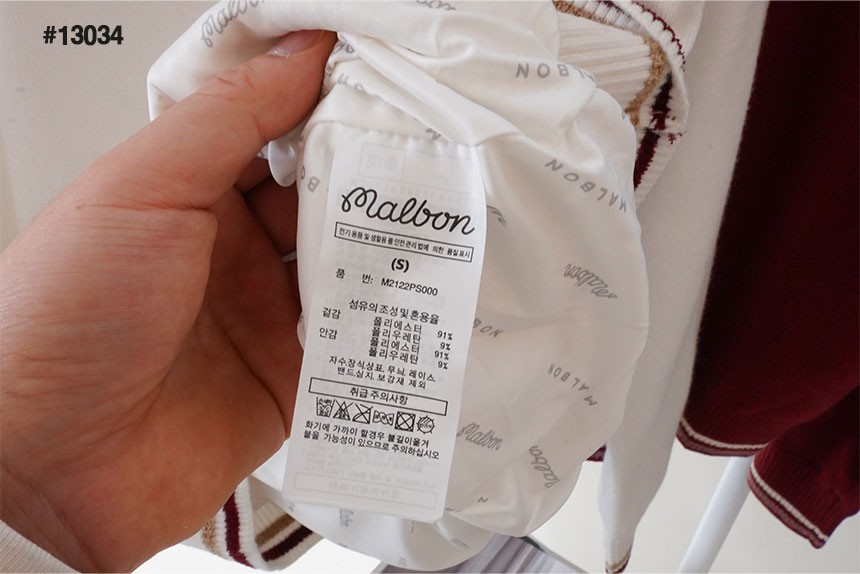 #13034
Malbon
MALBON
MALBON
Malbon
전기용품 및 생활용품 안전관리법에 의한 품질표시
(S)
품 번: M2122PS000
섬유의 조성 및 혼용율
겉감 폴리에스터 91%
폴리우레탄 9%
안감 폴리에스터 91%
폴리우레탄 9%
자수,장식,상표, 무늬, 레이스,
밴드,심지, 보강재 제외
취급 주의사항
화기에 가까이 할경우 불길이옮겨
붙을 가능성이 있으므로 주의하십시오
Malbon
MALBON
Malbon
Malbon